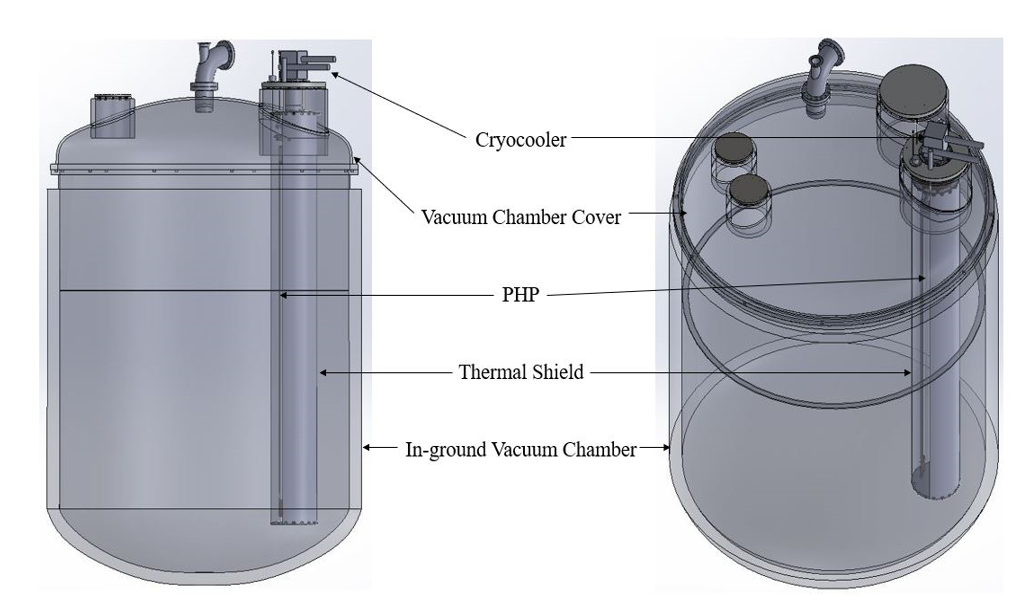 Cryocooler
Vacuum Chamber Cover
PHP
Thermal Shield
In-ground Vacuum Chamber